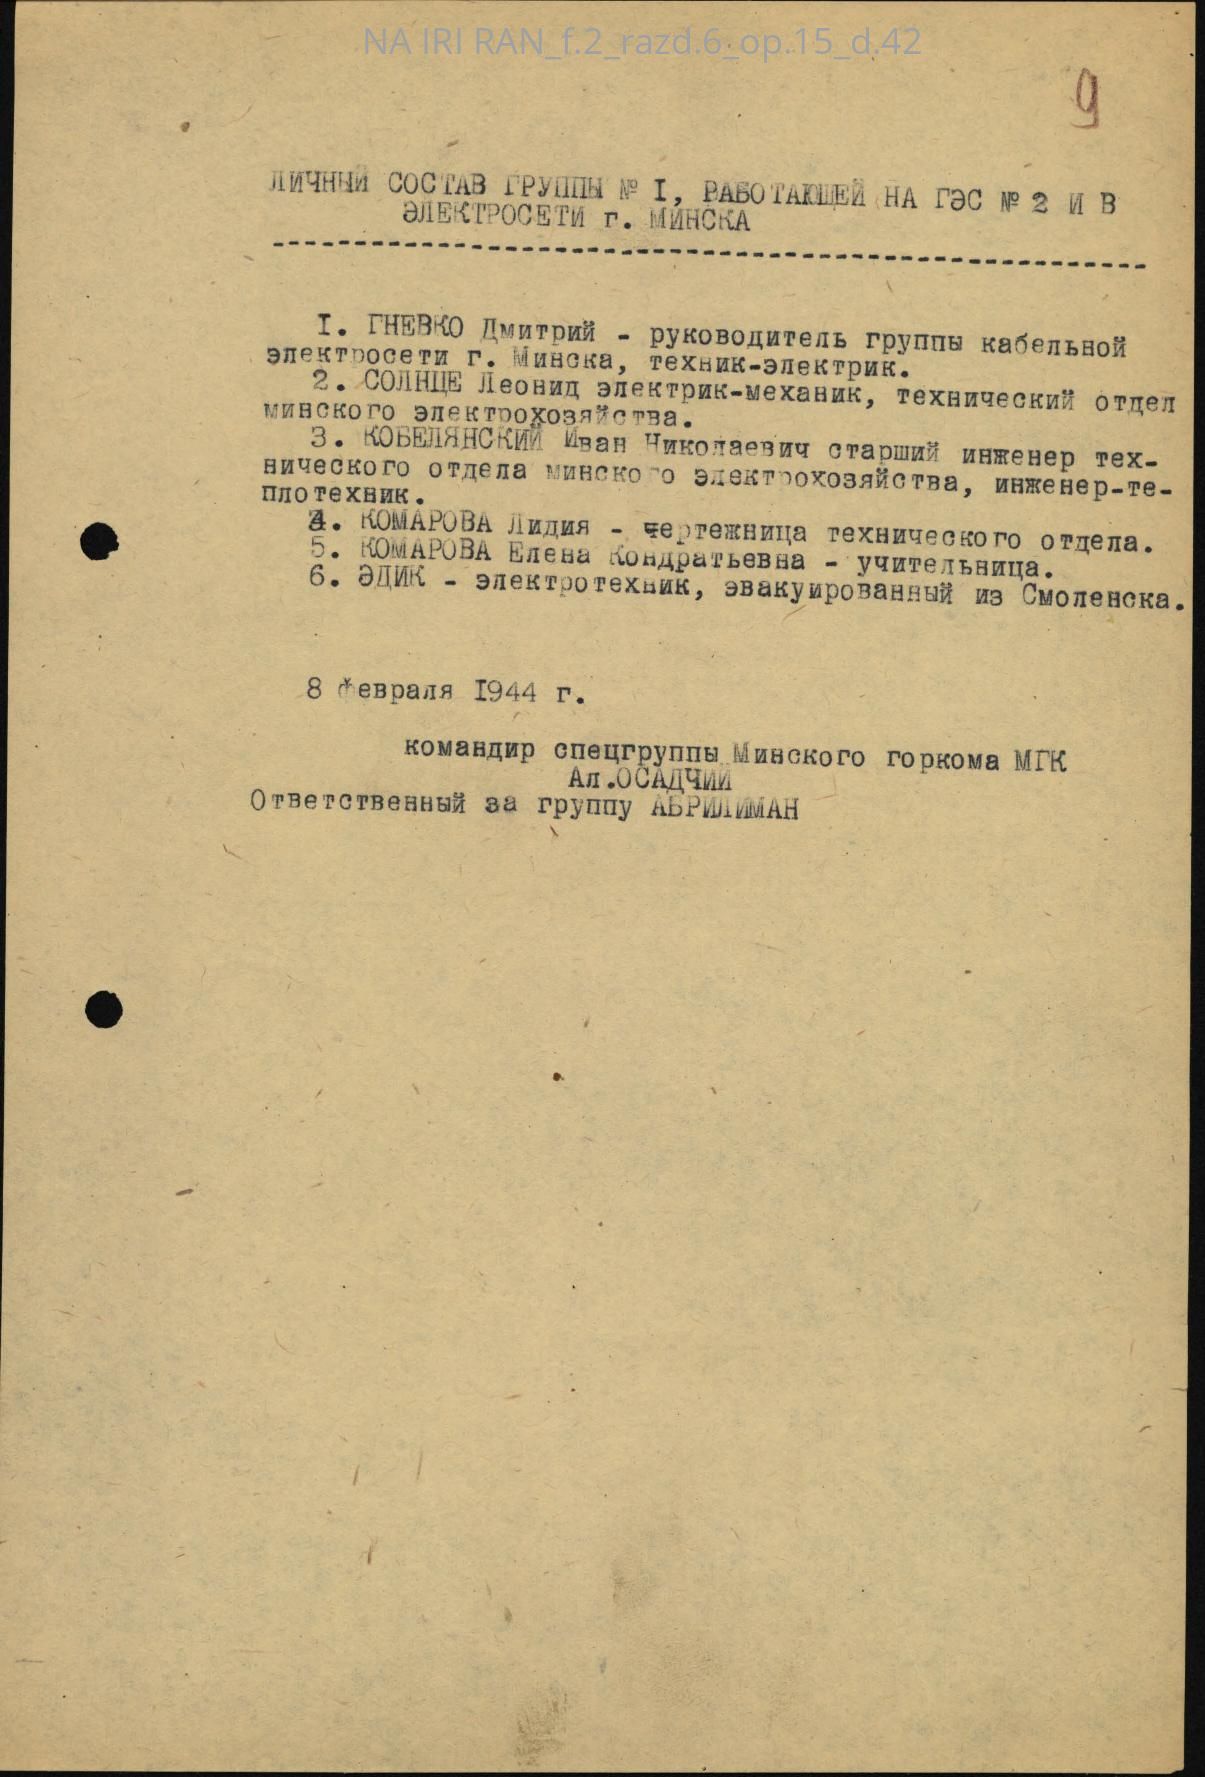 NA IRI RAN_f.2_razd.6_op.15_d.42
9
ЛИЧНЫЙ СОСТАВ ГРУППЫ № I, РАБОТАЮЩЕЙ НА ГЭС № 2 И В
ЭЛЕКТРОСЕТИ г. МИНСКА
I. ГНЕВКО Дмитрий - руководитель группы кабельной
электросети г. Минска, техник-электрик.
2. СОЛНЦЕ Леонид электрик-механик, технический отдел
минского электрохозяйства.
3. КОБЕЛЯНСКИЙ Иван Николаевич старший инженер тех-
нического отдела минского электрохозяйства, инженер-те-
плотехник.
4. КОМАРОВА Лидия - чертежница технического отдела.
5. КОМАРОВА Елена Кондратьевна - учительница.
6. ЭДИК - электротехник, эвакуированный из Смоленска.
8 февраля I944 г.
командир спецгруппы Минского горкома МГК
Ал.ОСАДЧИЙ
Ответственный за группу АБРИЛИМАН